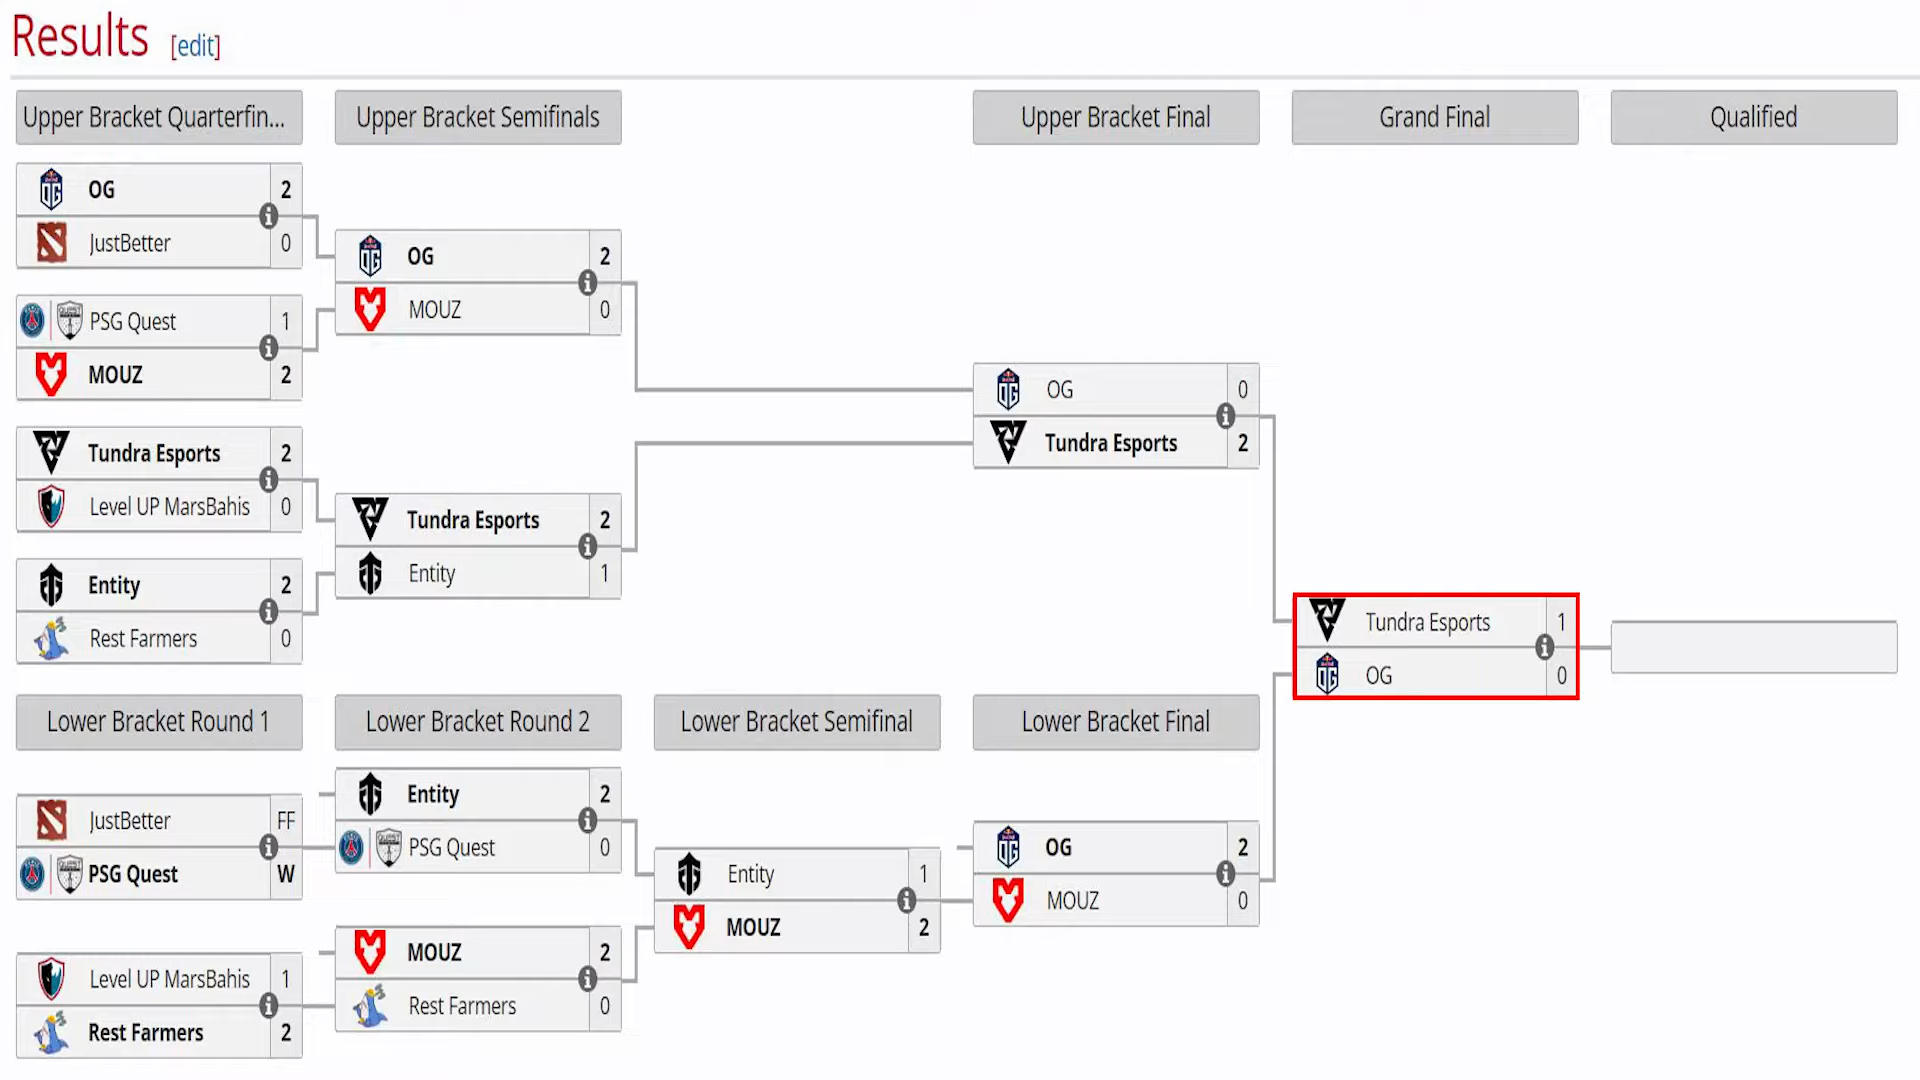 Results [edit]
Upper Bracket Quarterfin...
Upper Bracket Semifinals
Upper Bracket Final
Grand Final
Qualified
OG 2
JustBetter 0
PSG Quest 1
MOUZ 2
Tundra Esports 2
Level UP MarsBahis 0
Entity 2
Rest Farmers 0
OG 2
MOUZ 0
Tundra Esports 2
Entity 1
OG 0
Tundra Esports 2
Tundra Esports 1
OG 0
Lower Bracket Round 1
Lower Bracket Round 2
Lower Bracket Semifinal
Lower Bracket Final
JustBetter FF
PSG Quest W
Level UP MarsBahis 1
Rest Farmers 2
Entity 2
PSG Quest 0
MOUZ 2
Rest Farmers 0
Entity 1
MOUZ 2
OG 2
MOUZ 0